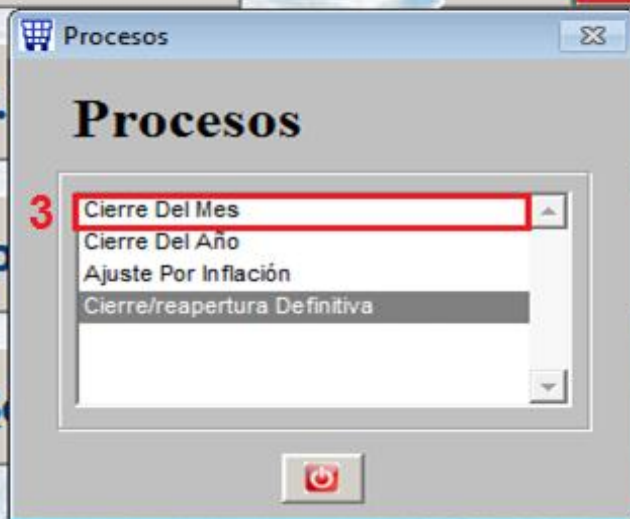 Procesos
Procesos
3
Cierre Del Mes
Cierre Del Año
Ajuste Por Inflación
Cierre/reapertura Definitiva